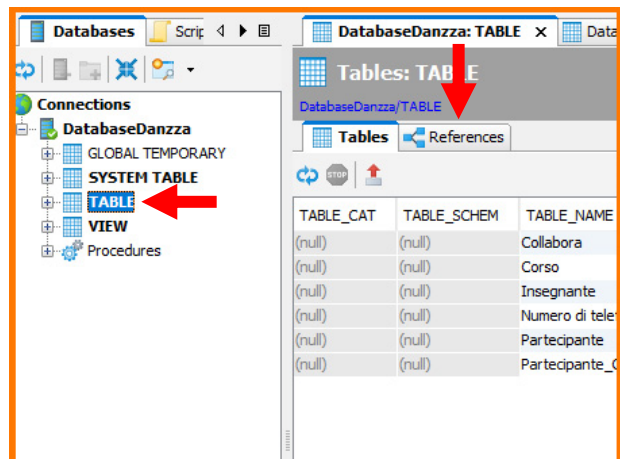 Databases Scrip
Connections
DatabaseDanzza
GLOBAL TEMPORARY
SYSTEM TABLE
TABLE
VIEW
Procedures
DatabaseDanzza: TABLE Data
Tables: TABLE
DatabaseDanzza/TABLE
Tables References
STOP
TABLE_CAT TABLE_SCHEM TABLE_NAME
(null) (null) Collabora
(null) (null) Corso
(null) (null) Insegnante
(null) (null) Numero di tele
(null) (null) Partecipante
(null) (null) Partecipante_C